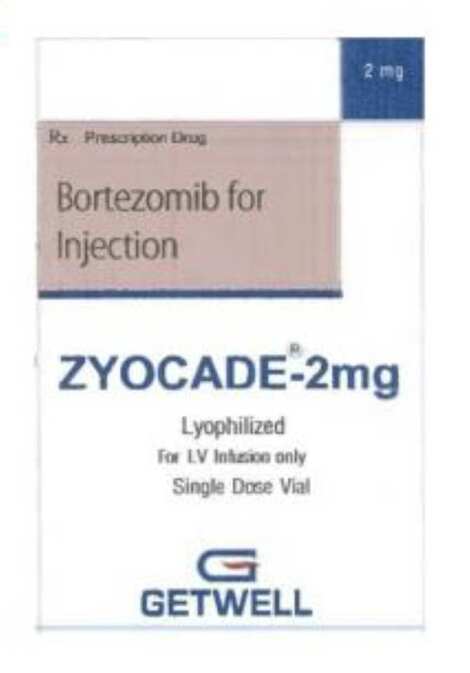 2 mg
Rx Prescription Drug
Bortezomib for
Injection
ZYOCADE®-2mg
Lyophilized
For I.V Infusion only
Single Dose Vial
G
GETWELL